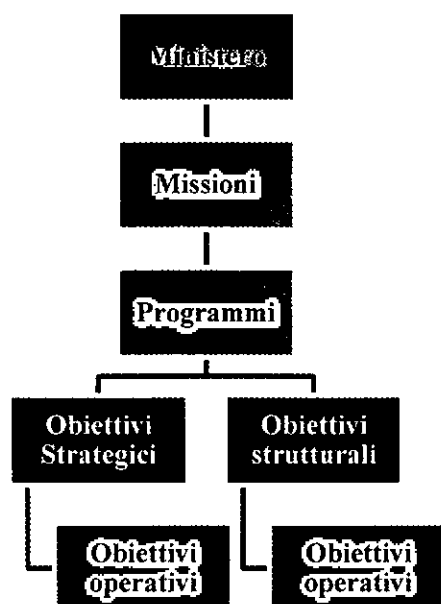 Ministero
Missioni
Programmi
Obiettivi
Strategici
Obiettivi
strutturali
Obiettivi
operativi
Obiettivi
operativi